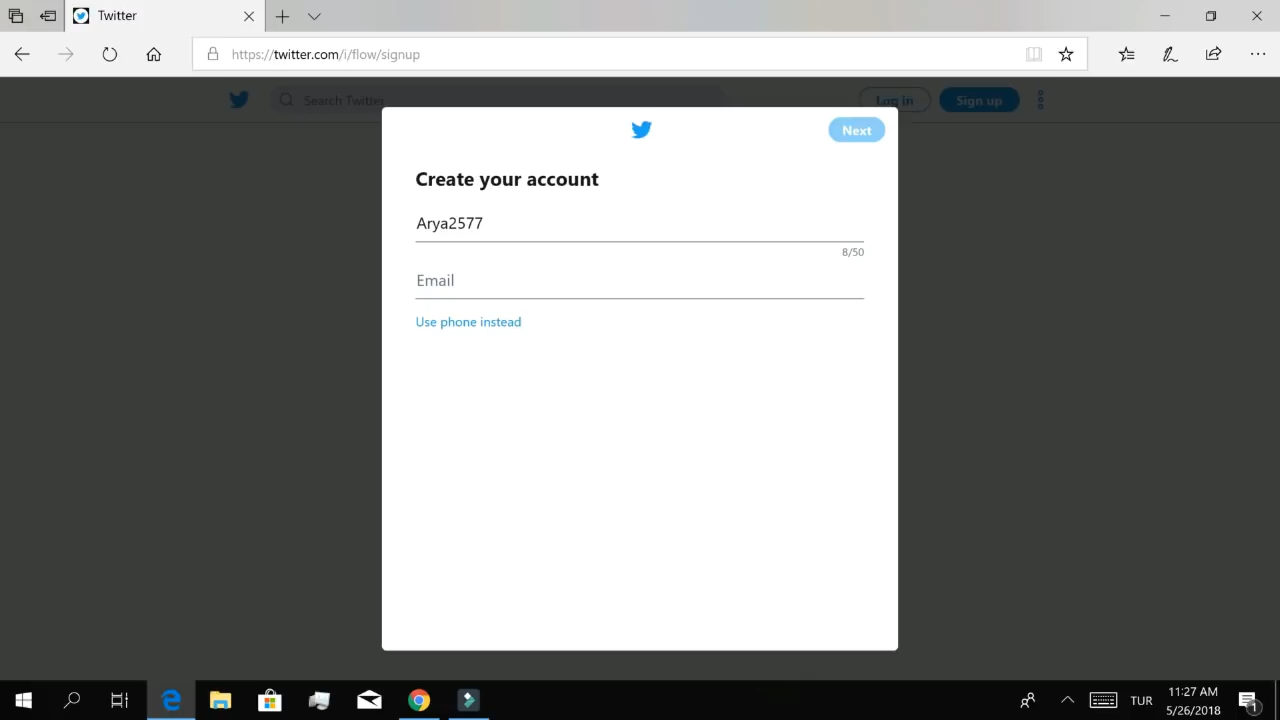 Twitter
https://twitter.com/i/flow/signup
Search Twitter
Log in
Sign up
Next
Create your account
Arya2577
8/50
Email
Use phone instead
TUR
11:27 AM
5/26/2018
1